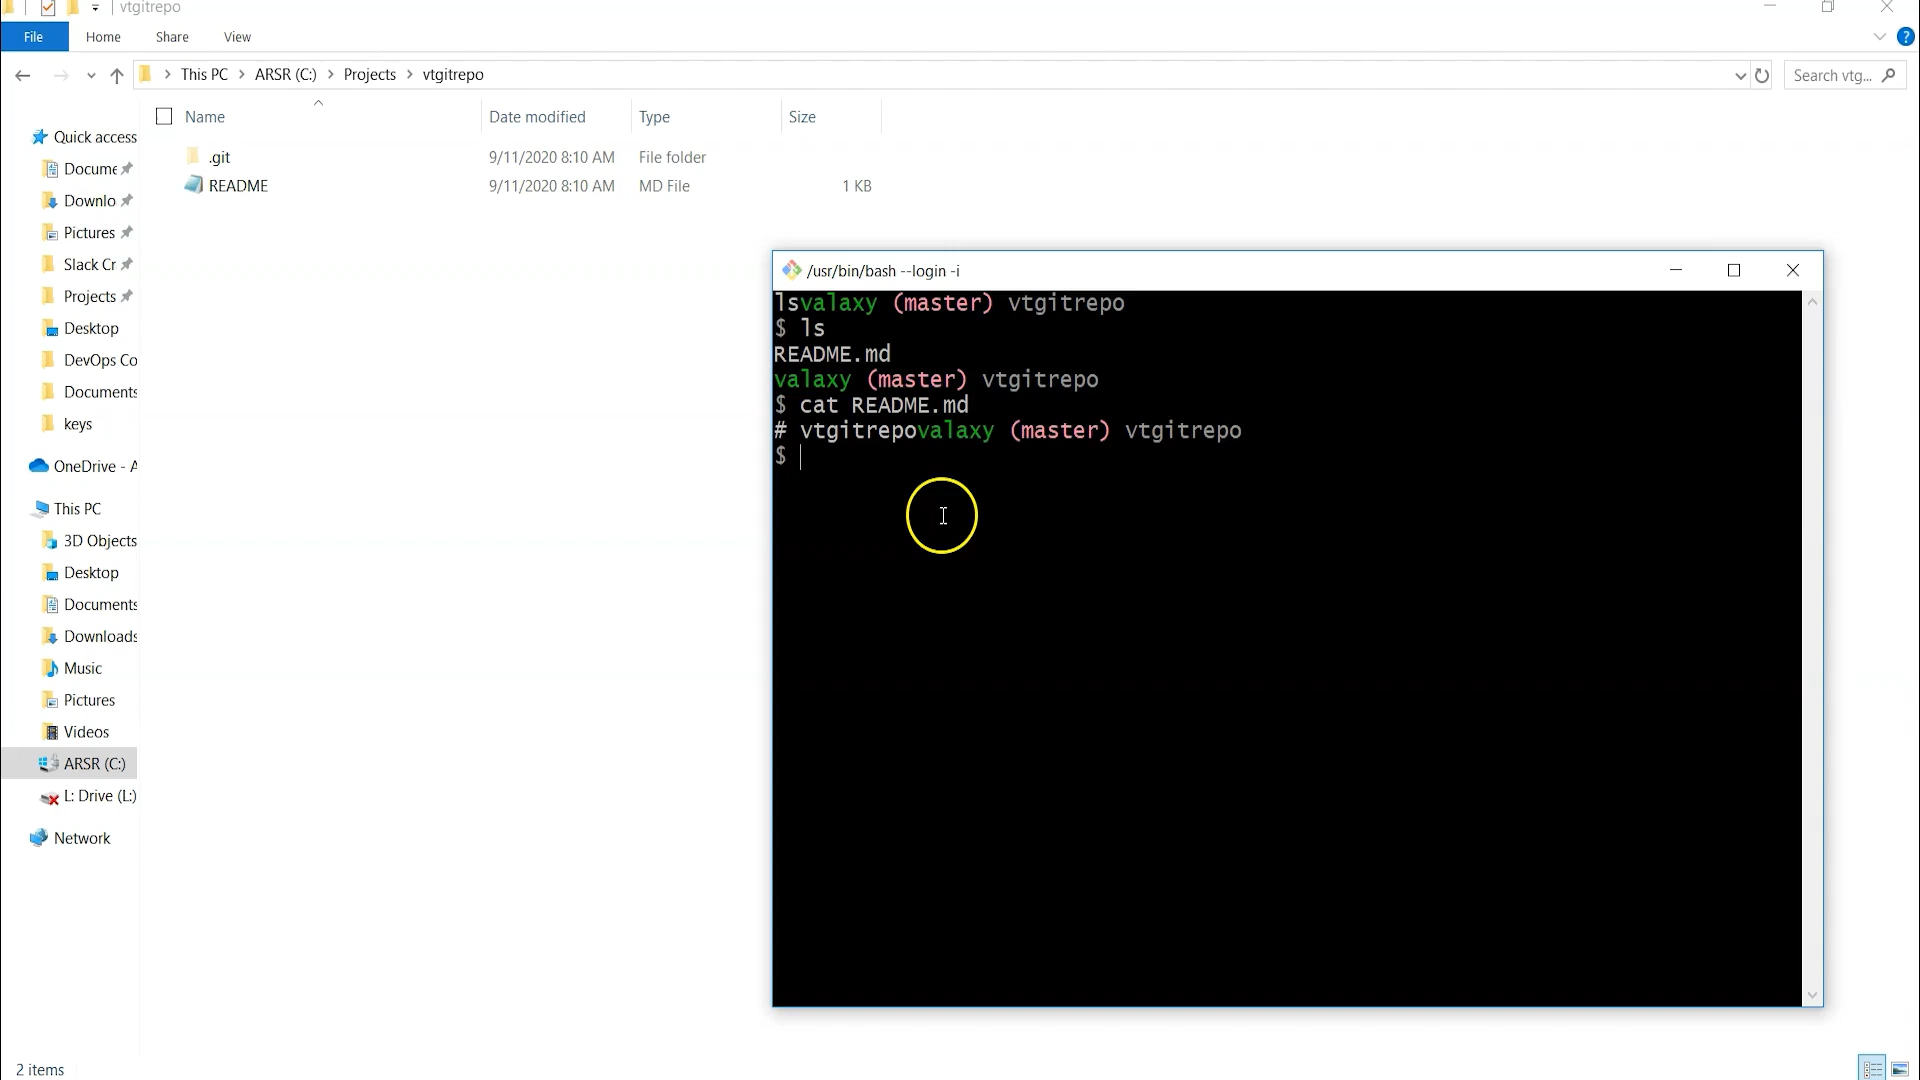 vtgitrepo
File Home Share View
This PC > ARSR (C:) > Projects > vtgitrepo
Search vtg...
Name Date modified Type Size
.git 9/11/2020 8:10 AM File folder
README 9/11/2020 8:10 AM MD File 1 KB
Quick access
Docume
Downlo
Pictures
Slack Cr
Projects
Desktop
DevOps Co
Documents
keys
OneDrive - A
This PC
3D Objects
Desktop
Documents
Downloads
Music
Pictures
Videos
ARSR (C:)
L: Drive (L:)
Network
2 items
/usr/bin/bash --login -i
lsvalaxy (master) vtgitrepo
$ ls
README.md
valaxy (master) vtgitrepo
$ cat README.md
# vtgitrepovalaxy (master) vtgitrepo
$